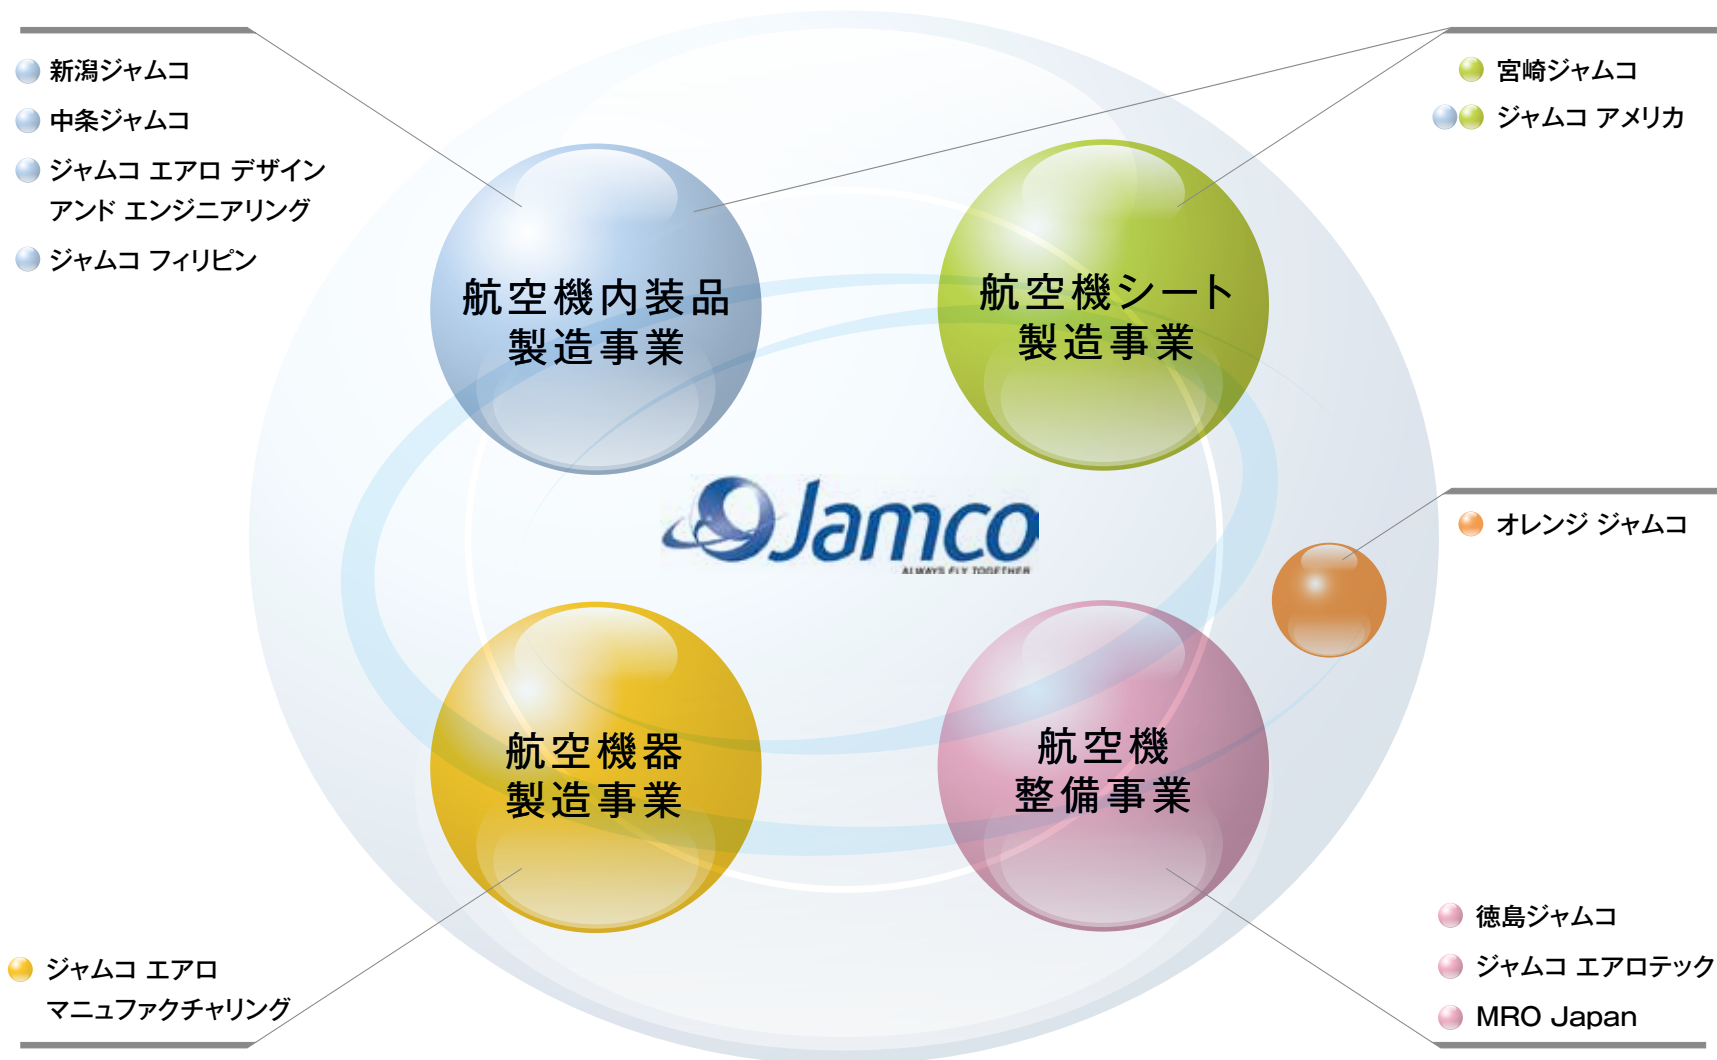 新潟ジャムコ
中条ジャムコ
ジャムコ エアロ デザイン
アンド エンジニアリング
ジャムコ フィリピン
宮崎ジャムコ
ジャムコ アメリカ
航空機内装品
製造事業
航空機シート
製造事業
Jamco
ALWAYS FLY TOGETHER
オレンジ ジャムコ
航空機器
製造事業
航空機
整備事業
ジャムコ エアロ
マニュファクチャリング
徳島ジャムコ
ジャムコ エアロテック
MRO Japan